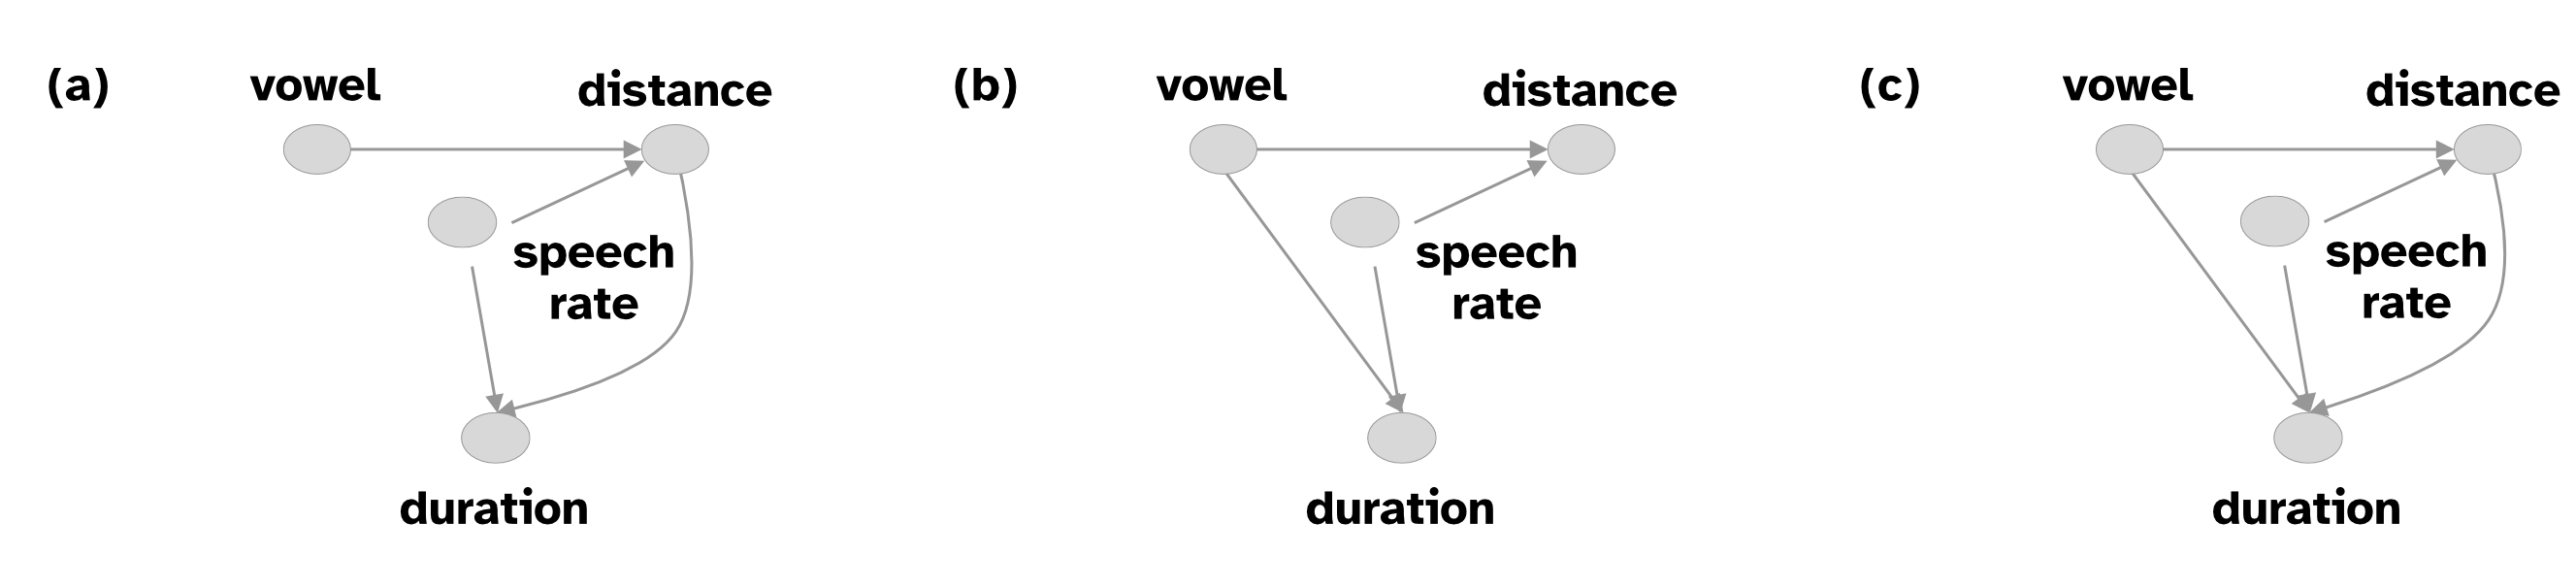 (a)
vowel
distance
speech
rate
duration
(b)
vowel
distance
speech
rate
duration
(c)
vowel
distance
speech
rate
duration